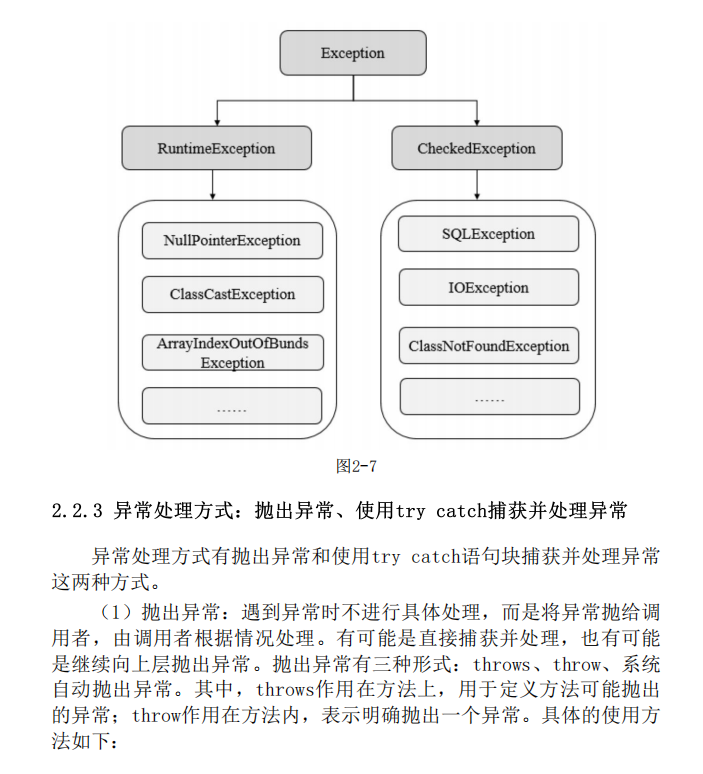 Exception
RuntimeException
CheckedException
NullPointerException
ClassCastException
ArrayIndexOutOfBunds
Exception
......
SQLException
IOException
ClassNotFoundException
......
图2-7
2.2.3 异常处理方式：抛出异常、使用try catch捕获并处理异常
异常处理方式有抛出异常和使用try catch语句块捕获并处理异常
这两种方式。
（1）抛出异常：遇到异常时不进行具体处理，而是将异常抛给调
用者，由调用者根据情况处理。有可能是直接捕获并处理，也有可能
是继续向上层抛出异常。抛出异常有三种形式：throws、throw、系统
自动抛出异常。其中，throws作用在方法上，用于定义方法可能抛出
的异常；throw作用在方法内，表示明确抛出一个异常。具体的使用方
法如下：